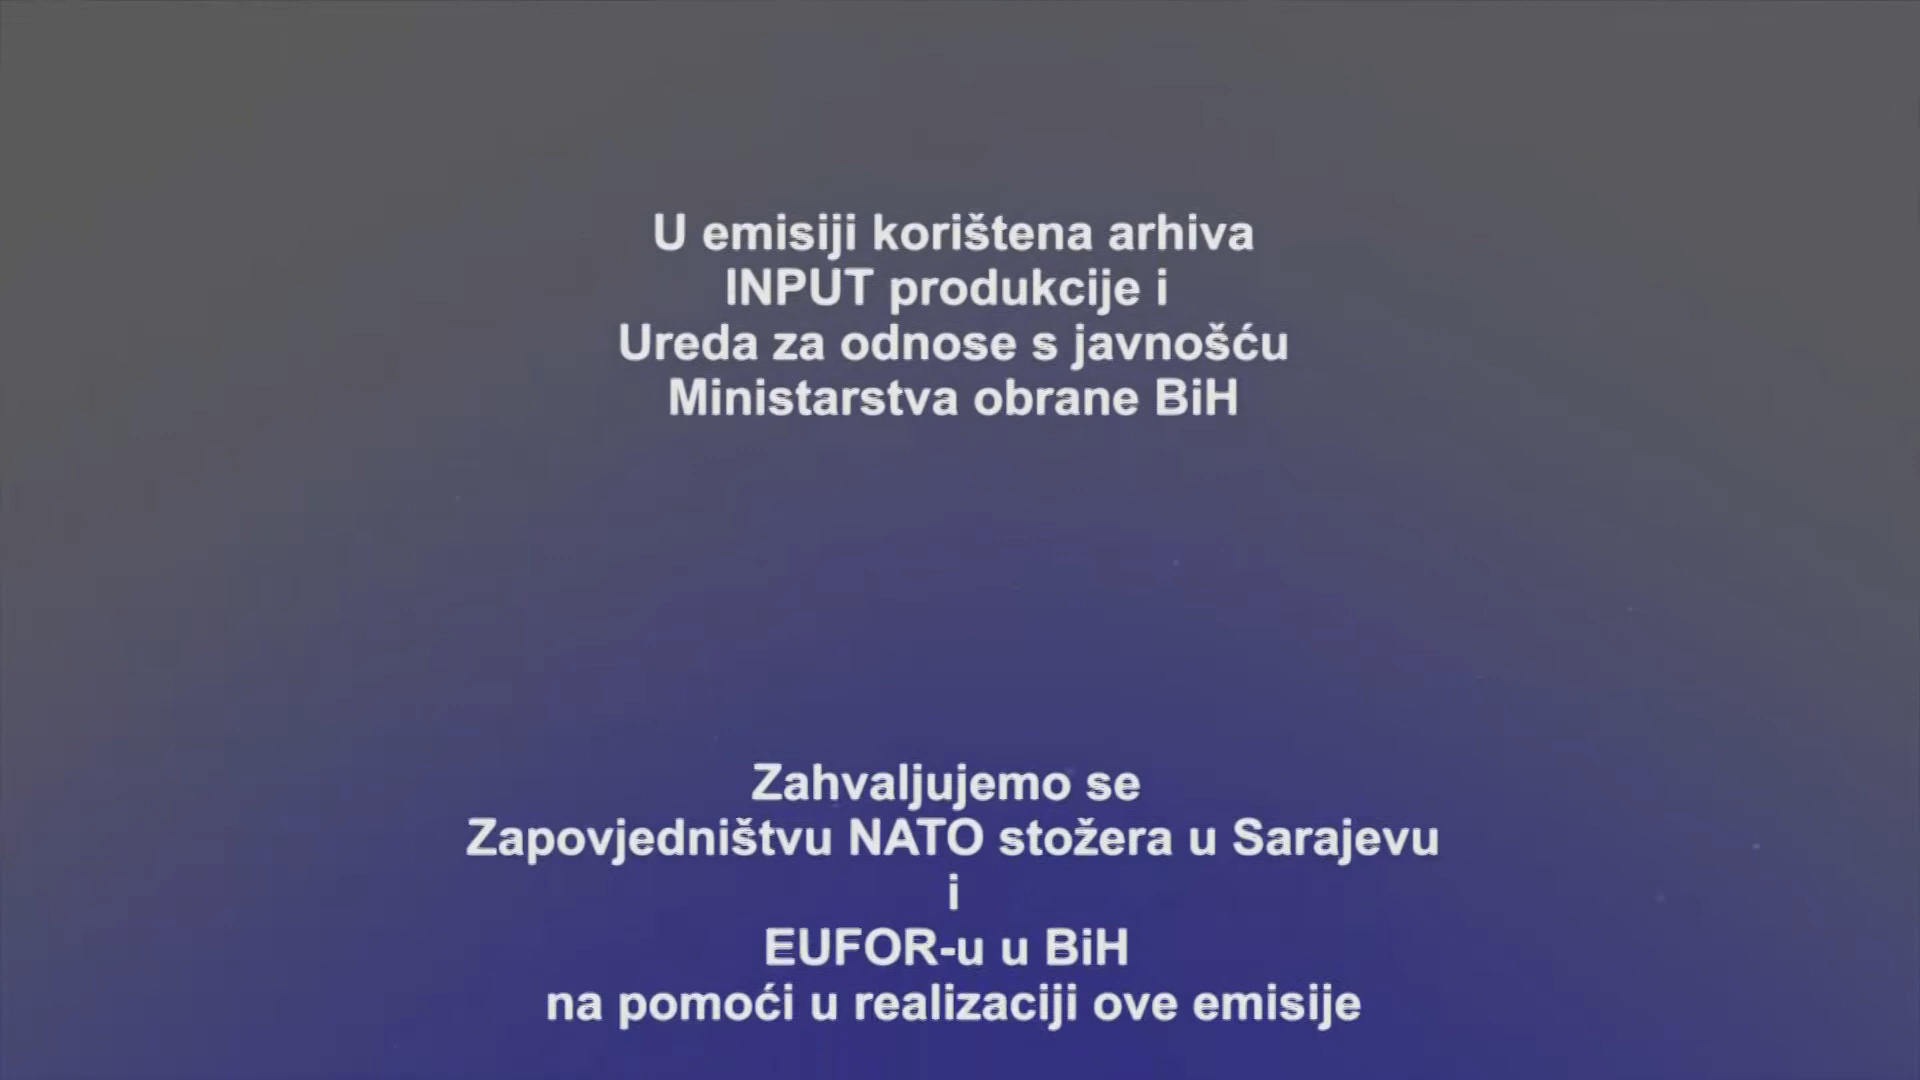 U emisiji korištena arhiva
INPUT produkcije i
Ureda za odnose s javnošću
Ministarstva obrane BiH
Zahvaljujemo se
Zapovjedništvu NATO stožera u Sarajevu
i
EUFOR-u u BiH
na pomoći u realizaciji ove emisije